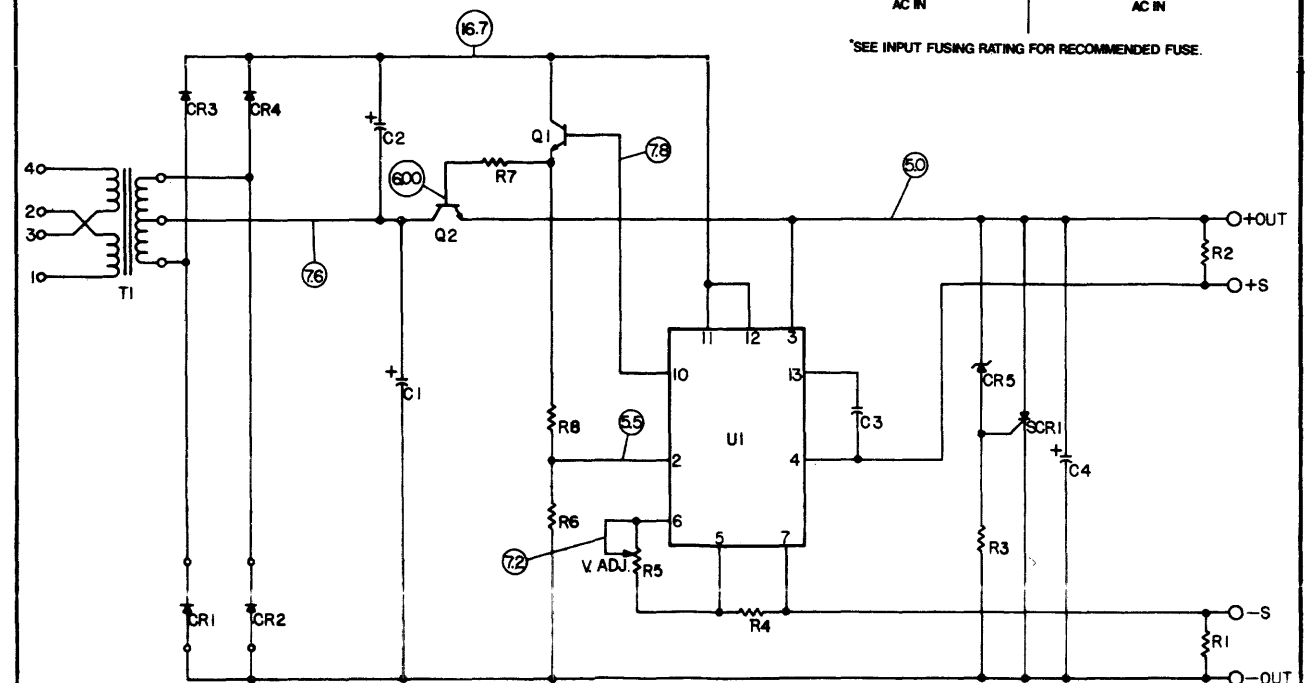 AC IN
AC IN
*SEE INPUT FUSING RATING FOR RECOMMENDED FUSE.
16.7
CR3
CR4
C2
Q1
7.8
4
R7
6.00
5.0
2
3
Q2
+OUT
R2
7.6
+S
1
T1
11
12
3
10
13
CR5
C1
C3
5.5
R8
SCR1
U1
2
4
C4
R6
6
5
7
R3
7.2
V. ADJ.
R5
CR1
CR2
R4
-S
R1
-OUT